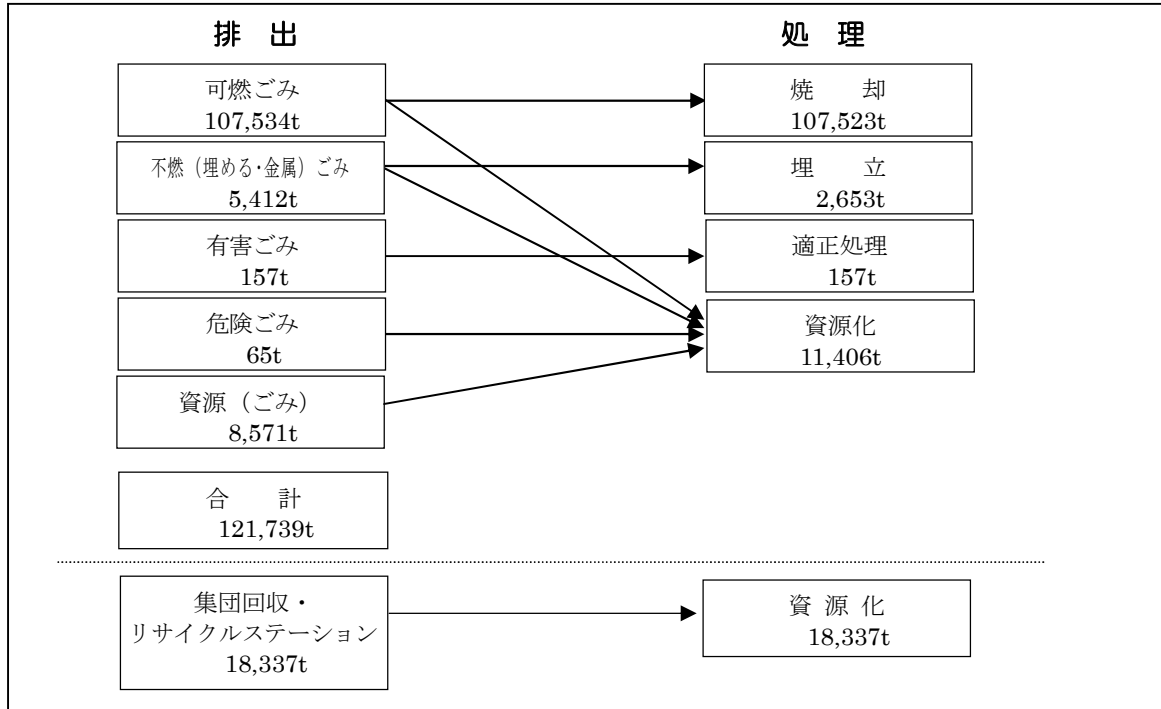 排 出
処 理
可燃ごみ
107,534t
焼 却
107,523t
不燃（埋める・金属）ごみ
5,412t
埋 立
2,653t
有害ごみ
157t
適正処理
157t
危険ごみ
65t
資源化
11,406t
資源（ごみ）
8,571t
合 計
121,739t
集団回収・
リサイクルステーション
18,337t
資 源 化
18,337t